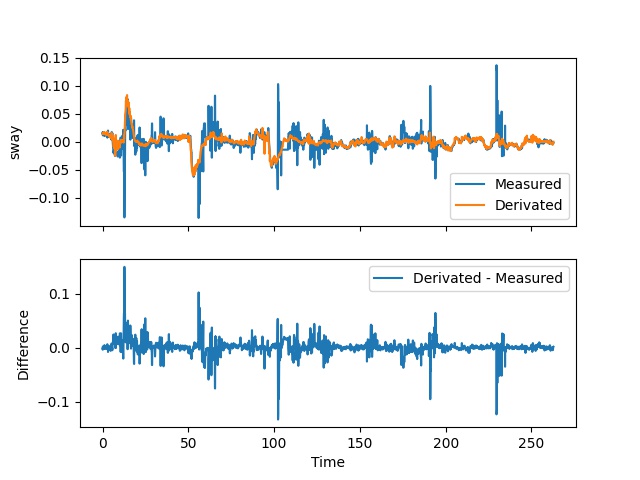 0.15
0.10
0.05
0.00
−0.05
−0.10
sway
Measured
Derivated
Derivated - Measured
0.1
0.0
−0.1
Difference
0 50 100 150 200 250
Time